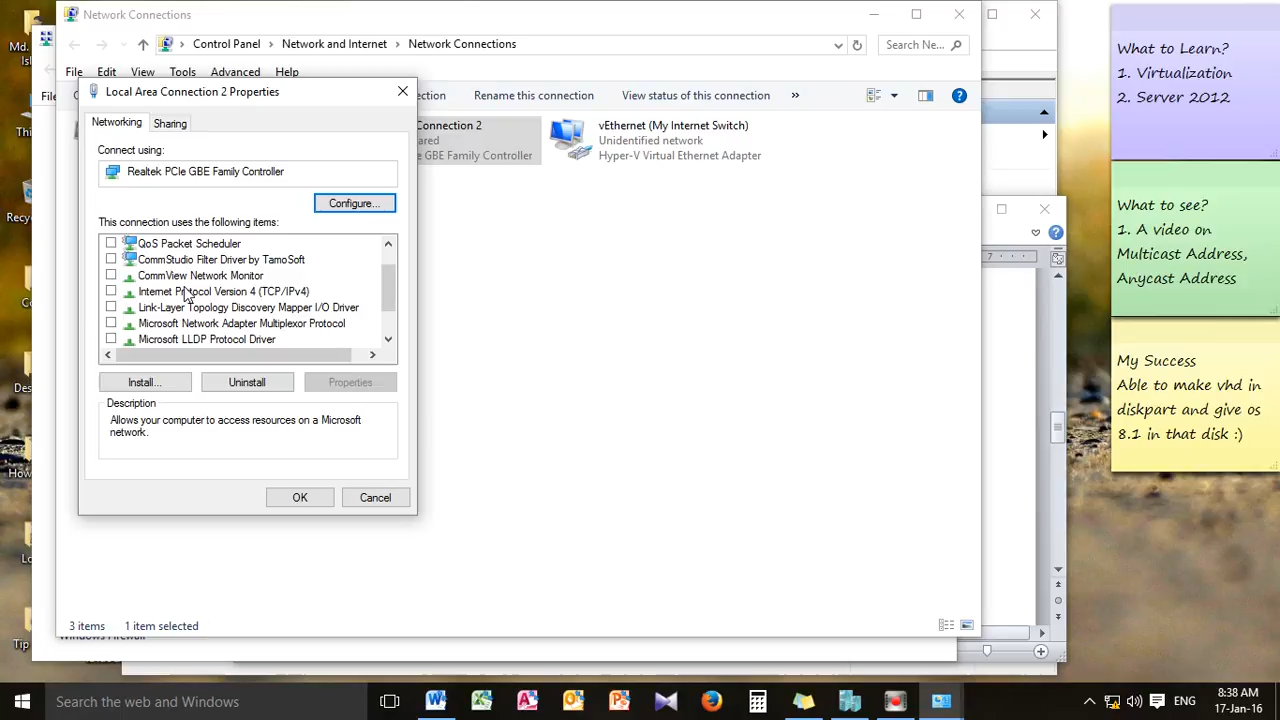 Network Connections
Control Panel > Network and Internet > Network Connections
Search Ne...
File Edit View Tools Advanced Help
Local Area Connection 2 Properties
Rename this connection View status of this connection »
Networking Sharing
Connection 2
vEthernet (My Internet Switch)
Unidentified network
GBE Family Controller
Hyper-V Virtual Ethernet Adapter
Connect using:
Realtek PCIe GBE Family Controller
Configure...
This connection uses the following items:
QoS Packet Scheduler
CommStudio Filter Driver by TamoSoft
CommView Network Monitor
Internet Protocol Version 4 (TCP/IPv4)
Link-Layer Topology Discovery Mapper I/O Driver
Microsoft Network Adapter Multiplexor Protocol
Microsoft LLDP Protocol Driver
Install... Uninstall Properties
Description
Allows your computer to access resources on a Microsoft
network.
OK Cancel
3 items 1 item selected
Windows Firewall
What to Learn?
1. Virtualization
2. Server 2012
What to see?
1. A video on
Multicast Address,
Anycast Address
My Success
Able to make vhd in
diskpart and give os
8.1 in that disk :)
Search the web and Windows
ENG
8:38 AM
17-Jan-16